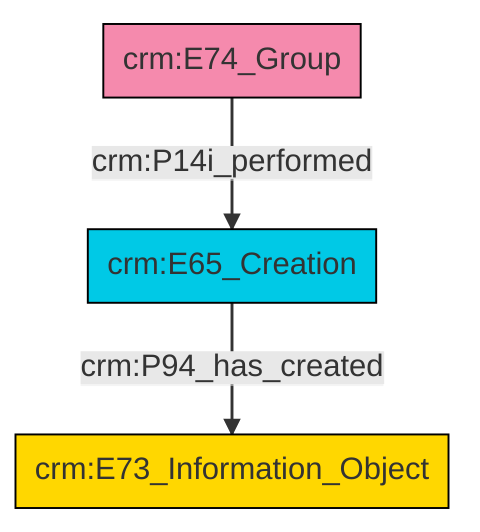 crm:E74_Group
crm:P14i_performed
crm:E65_Creation
crm:P94_has_created
crm:E73_Information_Object